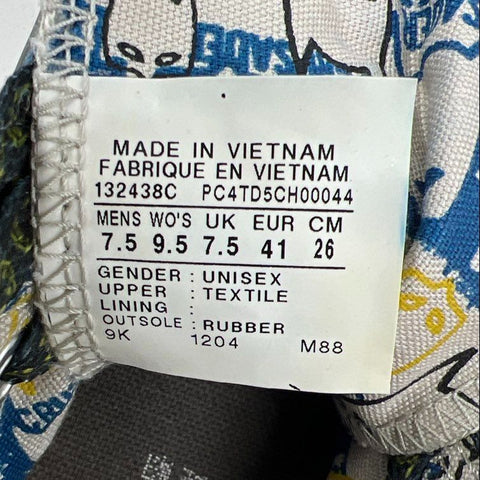 MADE IN VIETNAM
FABRIQUE EN VIETNAM
132438C PC4TD5CH00044
MENS WO'S UK EUR CM
7.5 9.5 7.5 41 26
GENDER : UNISEX
UPPER : TEXTILE
LINING :
OUTSOLE : RUBBER
9K 1204 M88